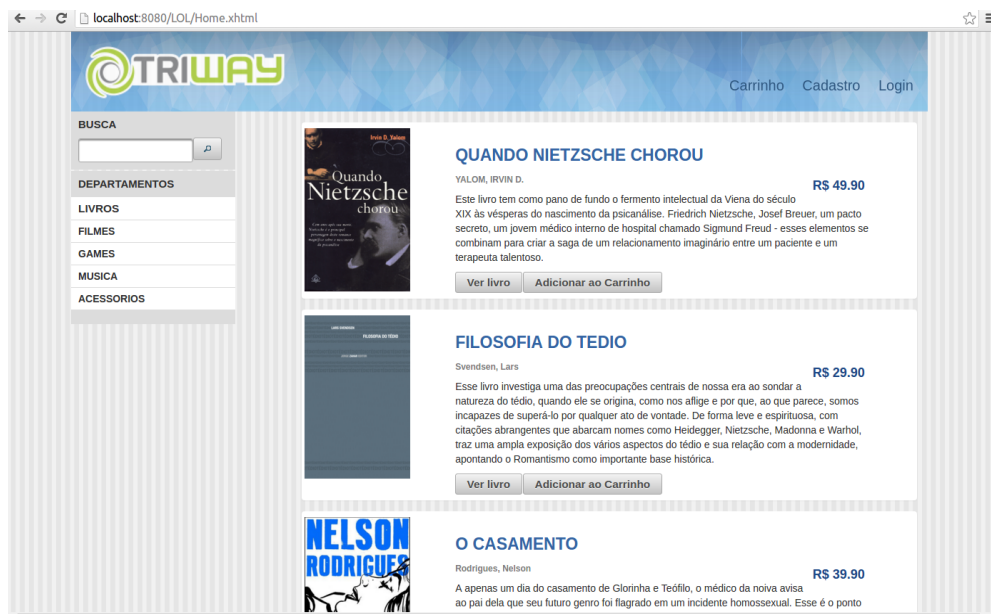 localhost:8080/LOL/Home.xhtml
TRIWAY
Carrinho Cadastro Login
BUSCA
DEPARTAMENTOS
LIVROS
FILMES
GAMES
MUSICA
ACESSORIOS
Irvin D. Yalom
Quando
Nietzsche
chorou
QUANDO NIETZSCHE CHOROU
YALOM, IRVIN D.
R$ 49.90
Este livro tem como pano de fundo o fermento intelectual da Viena do século
XIX às vésperas do nascimento da psicanálise. Friedrich Nietzsche, Josef Breuer, um pacto
secreto, um jovem médico interno de hospital chamado Sigmund Freud - esses elementos se
combinam para criar a saga de um relacionamento imaginário entre um paciente e um
terapeuta talentoso.
Ver livro Adicionar ao Carrinho
LARS SVENDSEN
FILOSOFIA DO TÉDIO
FILOSOFIA DO TEDIO
Svendsen, Lars
R$ 29.90
Esse livro investiga uma das preocupações centrais de nossa era ao sondar a
natureza do tédio, quando ele se origina, como nos aflige e por que, ao que parece, somos
incapazes de superá-lo por qualquer ato de vontade. De forma leve e espirituosa, com
citações abrangentes que abarcam nomes como Heidegger, Nietzsche, Madonna e Warhol,
traz uma ampla exposição dos vários aspectos do tédio e sua relação com a modernidade,
apontando o Romantismo como importante base histórica.
Ver livro Adicionar ao Carrinho
NELSON
RODRIGUES
O CASAMENTO
Rodrigues, Nelson
R$ 39.90
A apenas um dia do casamento de Glorinha e Teófilo, o médico da noiva avisa
ao pai dela que seu futuro genro foi flagrado em um incidente homossexual. Esse é o ponto